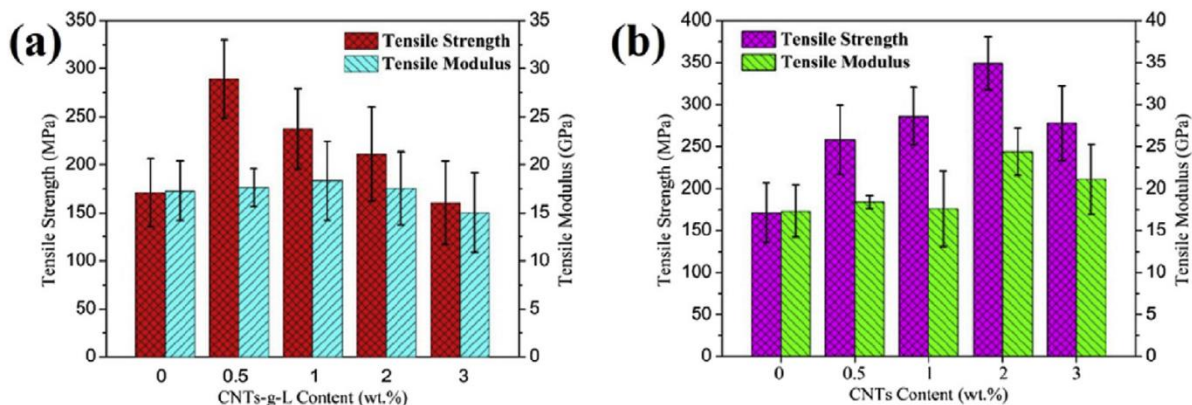 (a)
Tensile Strength
Tensile Modulus
Tensile Strength (MPa)
350
300
250
200
150
100
50
0
Tensile Modulus (GPa)
35
30
25
20
15
10
5
0
0 0.5 1 2 3
CNTs-g-L Content (wt.%)
(b)
Tensile Strength
Tensile Modulus
Tensile Strength (MPa)
400
350
300
250
200
150
100
50
0
Tensile Modulus (GPa)
40
35
30
25
20
15
10
5
0
0 0.5 1 2 3
CNTs Content (wt.%)